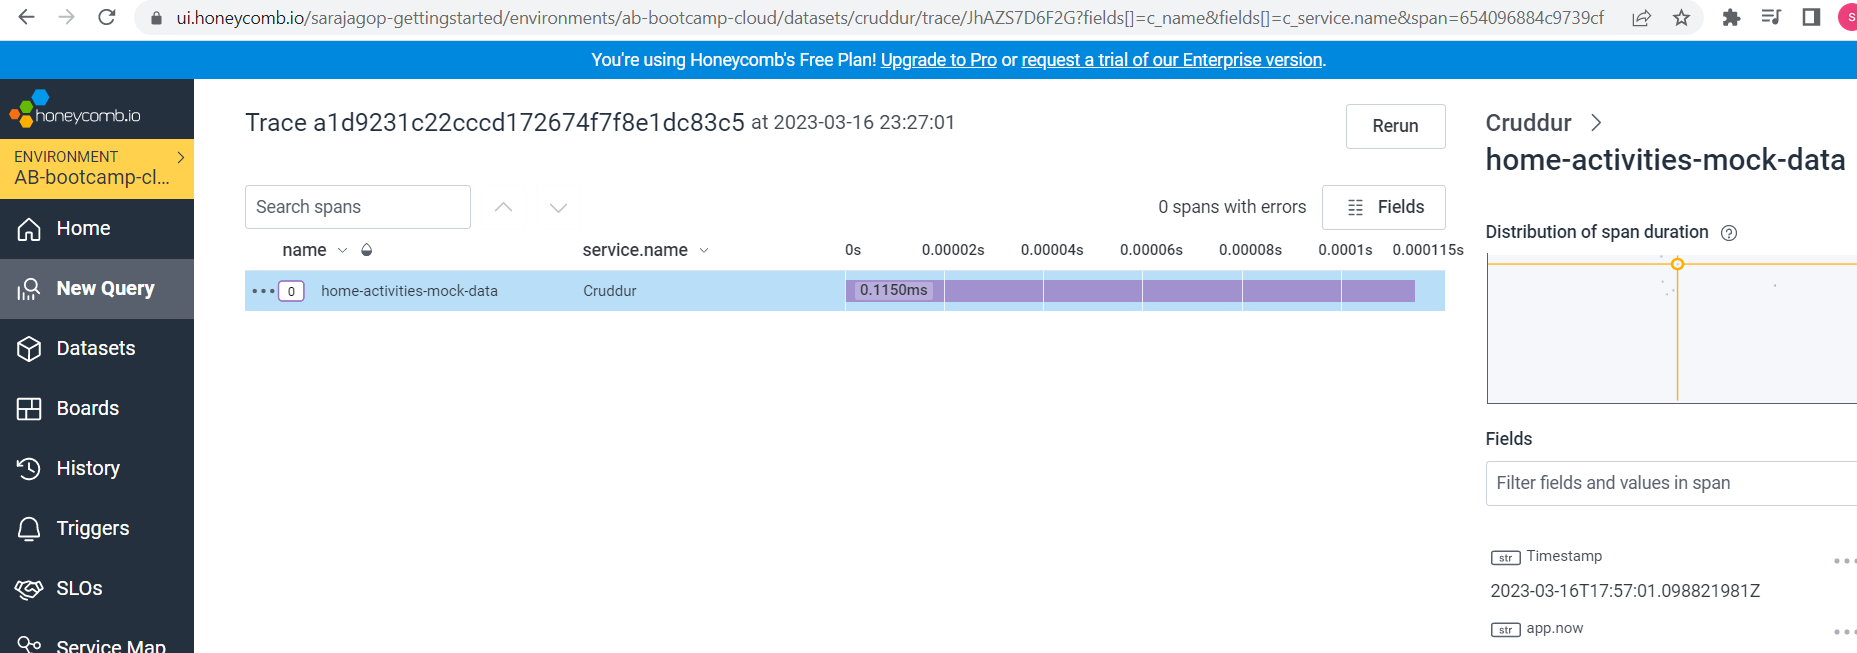 ui.honeycomb.io/sarajagop-gettingstarted/environments/ab-bootcamp-cloud/datasets/cruddur/trace/JhAZS7D6F2G?fields[]=c_name&fields[]=c_service.name&span=654096884c9739cf
S
You're using Honeycomb's Free Plan! Upgrade to Pro or request a trial of our Enterprise version.
honeycomb.io
ENVIRONMENT
AB-bootcamp-cl...
Home
New Query
Datasets
Boards
History
Triggers
SLOs
Service Map
Trace a1d9231c22cccd172674f7f8e1dc83c5 at 2023-03-16 23:27:01
Rerun
Search spans
0 spans with errors
Fields
name service.name 0s 0.00002s 0.00004s 0.00006s 0.00008s 0.0001s 0.000115s
0 home-activities-mock-data Cruddur 0.1150ms
Cruddur
home-activities-mock-data
Distribution of span duration
Fields
Filter fields and values in span
str Timestamp
2023-03-16T17:57:01.098821981Z
str app.now